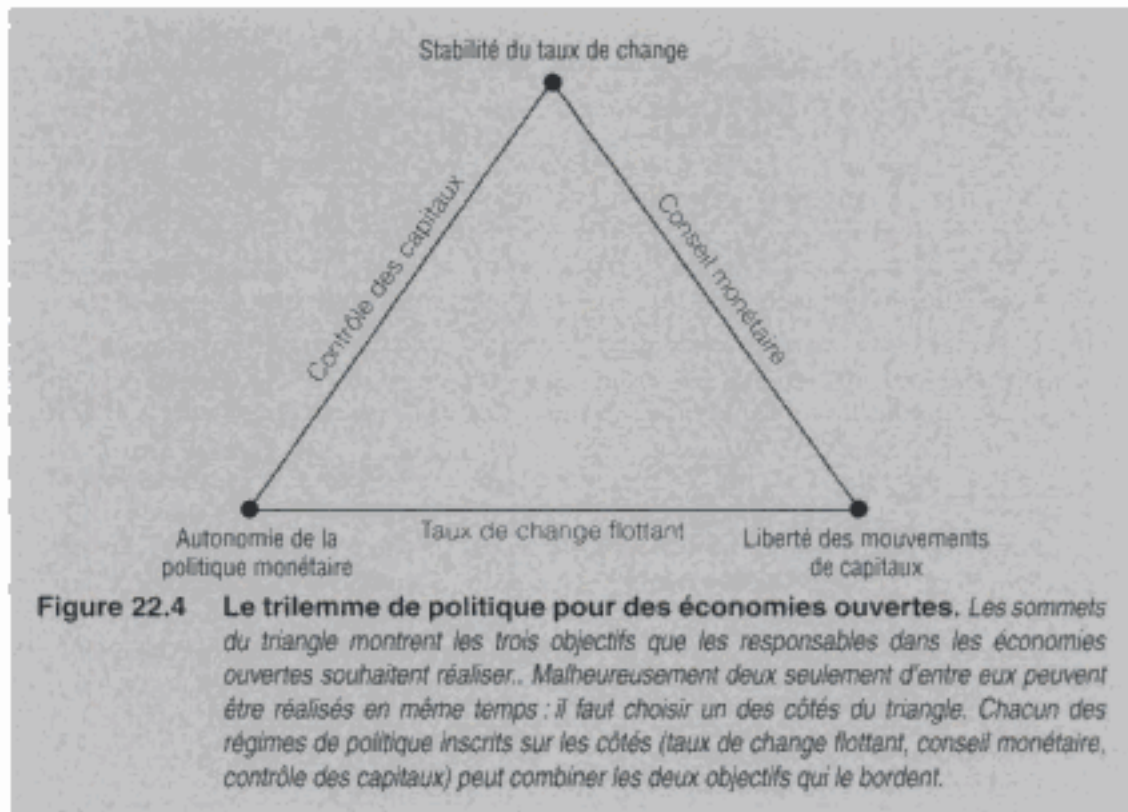 Stabilité du taux de change
Contrôle des capitaux
Conseil monétaire
Autonomie de la
politique monétaire
Taux de change flottant
Liberté des mouvements
de capitaux
Figure 22.4 Le trilemme de politique pour des économies ouvertes. Les sommets
du triangle montrent les trois objectifs que les responsables dans les économies
ouvertes souhaitent réaliser.. Malheureusement deux seulement d'entre eux peuvent
être réalisés en même temps : il faut choisir un des côtés du triangle. Chacun des
régimes de politique inscrits sur les côtés (taux de change flottant, conseil monétaire,
contrôle des capitaux) peut combiner les deux objectifs qui le bordent.